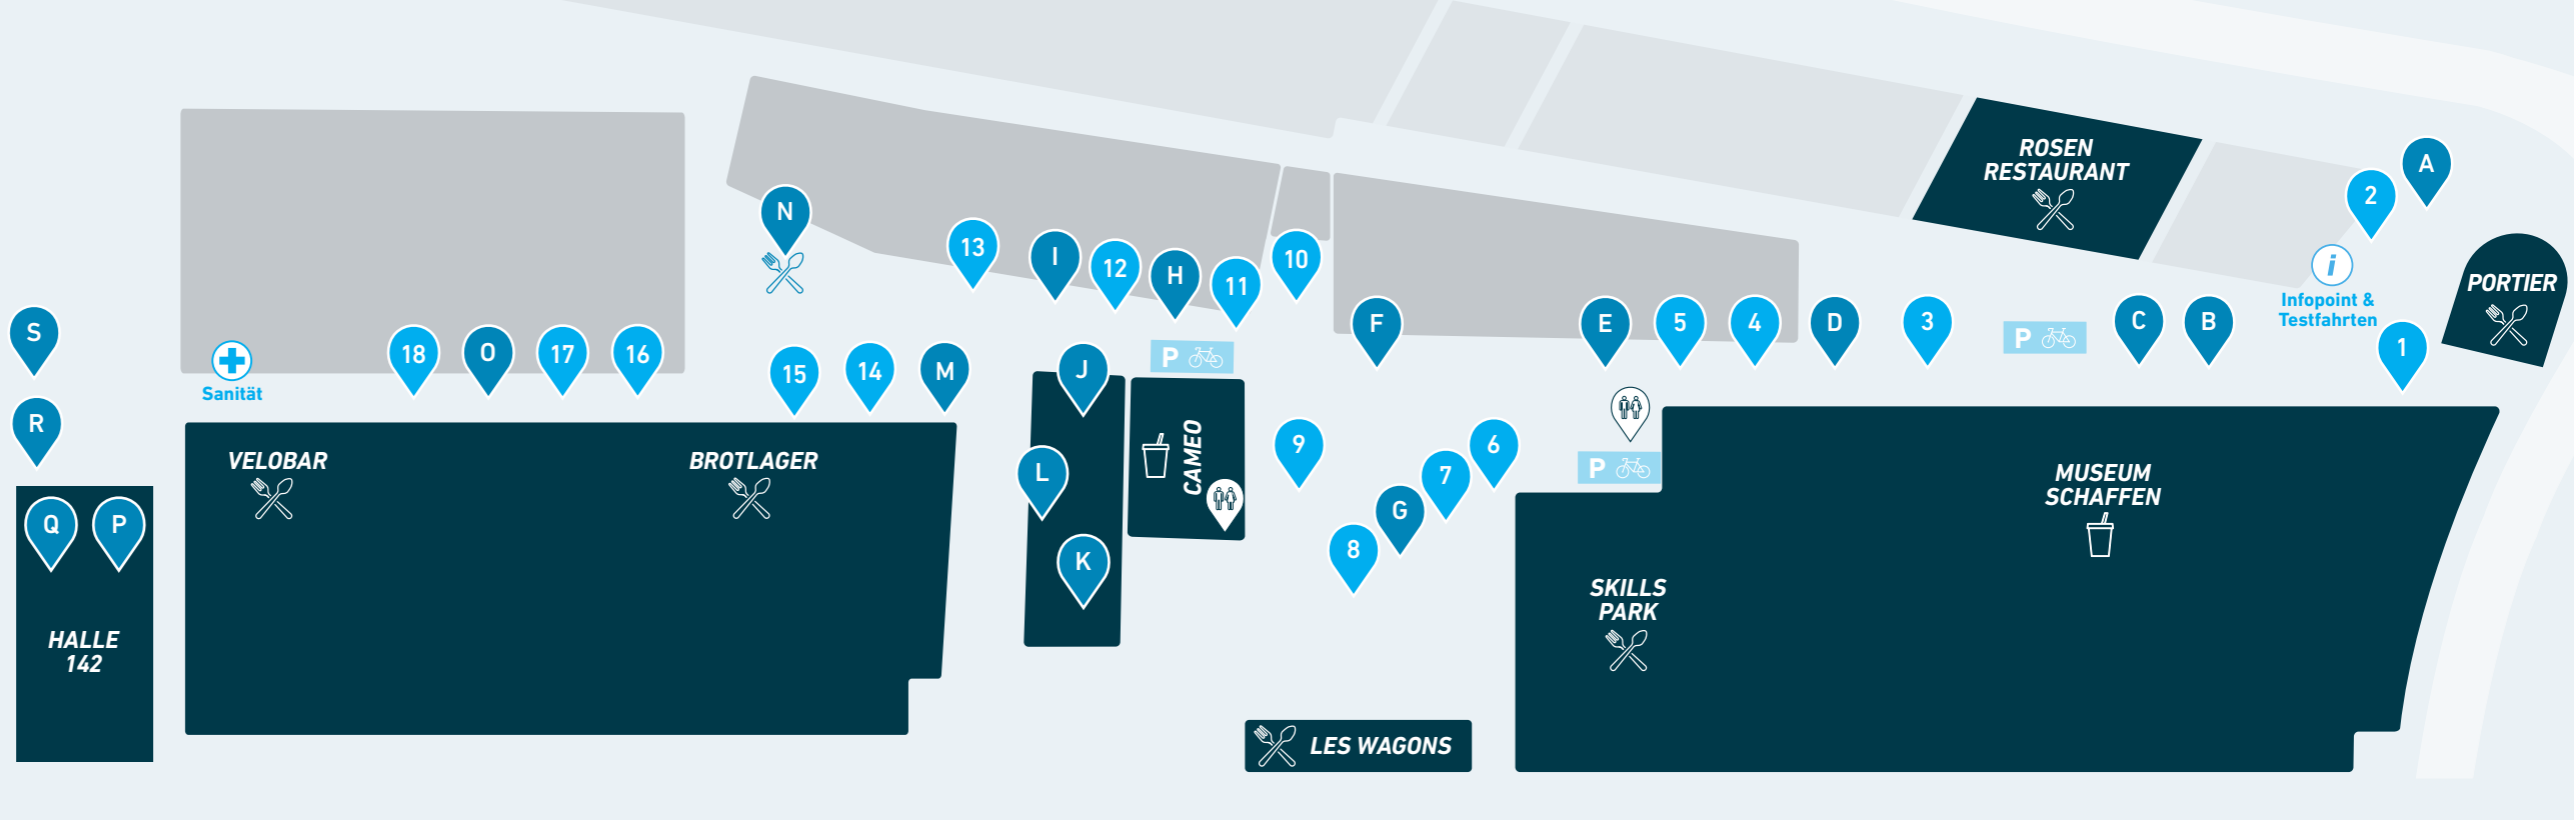 ROSEN
RESTAURANT
A
2
N
13
I
12
H
11
10
i
Infopoint &
Testfahrten
PORTIER
S
18
O
17
16
15
14
M
J
P
F
E
5
4
D
3
P
C
B
1
Sanität
R
VELOBAR
BROTLAGER
L
CAMEO
9
6
7
P
MUSEUM
SCHAFFEN
Q
P
G
8
K
SKILLS
PARK
HALLE
142
LES WAGONS